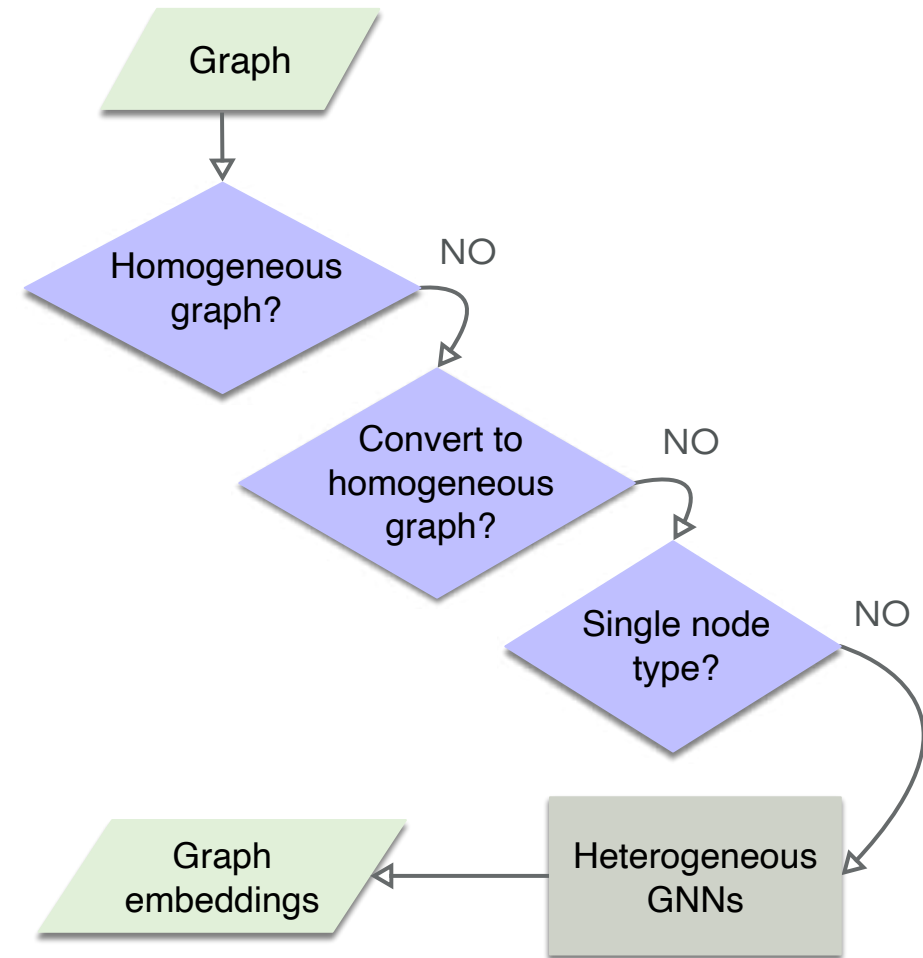 Graph
Homogeneous
graph?
NO
Convert to
homogeneous
graph?
NO
Single node
type?
NO
Heterogeneous
GNNs
Graph
embeddings